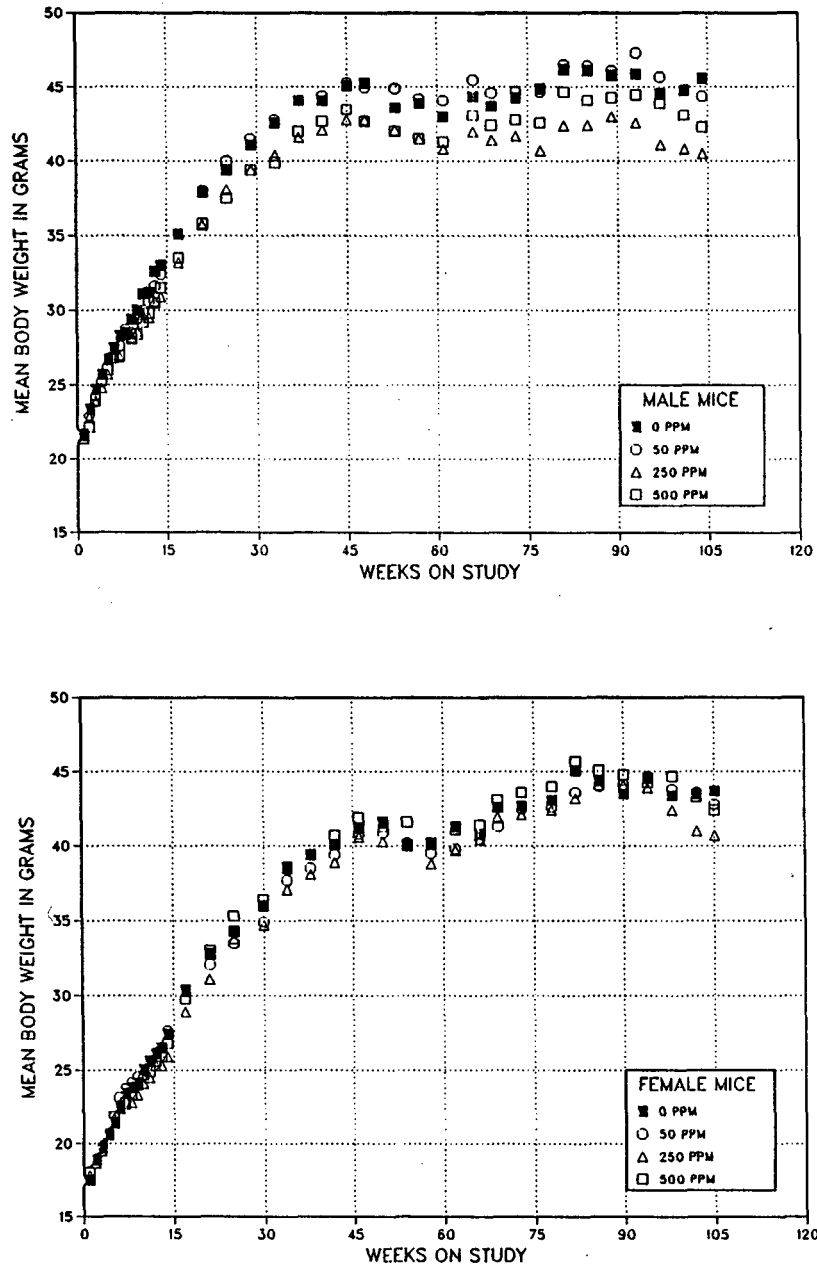 50
45
40
35
30
25
20
15
MEAN BODY WEIGHT IN GRAMS
MALE MICE
0 PPM
50 PPM
250 PPM
500 PPM
0 15 30 45 60 75 90 105 120
WEEKS ON STUDY
50
45
40
35
30
25
20
15
MEAN BODY WEIGHT IN GRAMS
FEMALE MICE
0 PPM
50 PPM
250 PPM
500 PPM
0 15 30 45 60 75 90 105 120
WEEKS ON STUDY